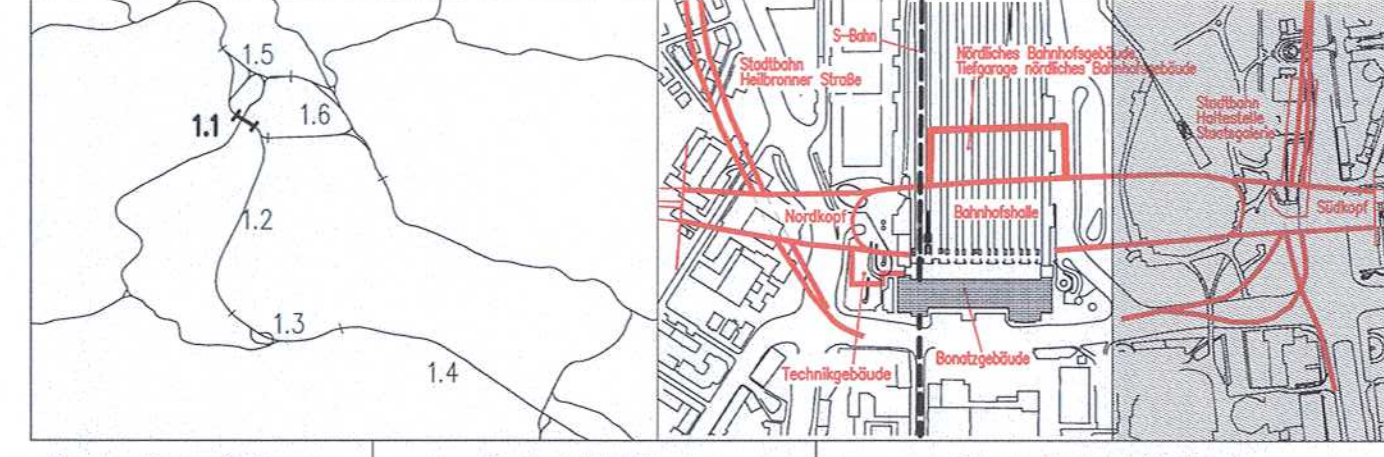 1.5
1.6
1.1
1.2
1.3
1.4
S-Bahn
Stadtbahn
Heilbronner Straße
Nördliches Bahnhofsgebäude
Tiefgarage nördliches Bahnhofsgebäude
Stadtbahn
Haltestelle
Staatsgalerie
Nordkopf
Bahnhofshalle
Südkopf
Technikgebäude
Bonatzgebäude